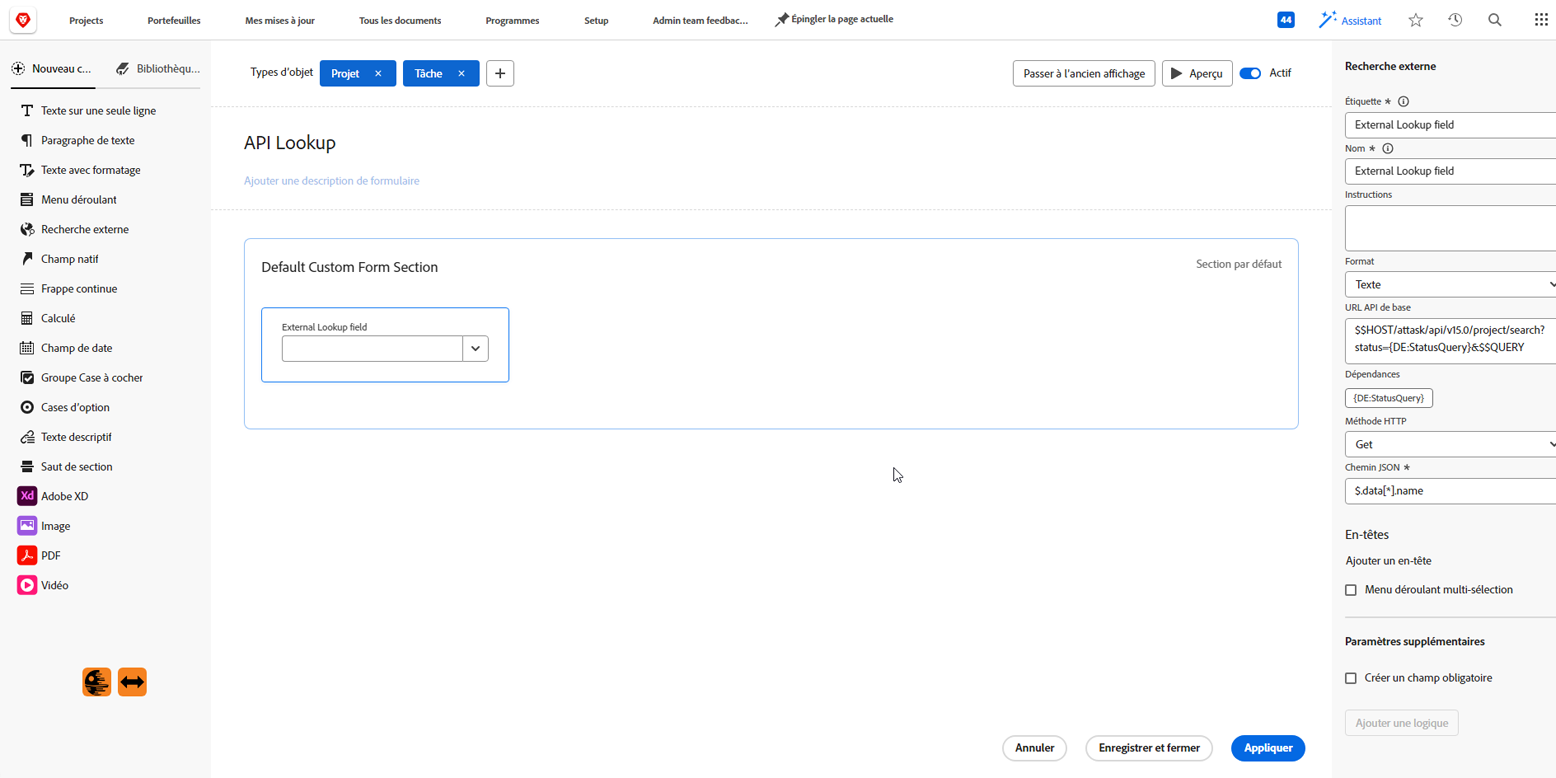 Projects
Portefeuilles
Mes mises à jour
Tous les documents
Programmes
Setup
Admin team feedbac...
Épingler la page actuelle
44
Assistant
Nouveau c...
Bibliothèqu...
Texte sur une seule ligne
Paragraphe de texte
Texte avec formatage
Menu déroulant
Recherche externe
Champ natif
Frappe continue
Calculé
Champ de date
Groupe Case à cocher
Cases d'option
Texte descriptif
Saut de section
Xd Adobe XD
Image
PDF
Vidéo
Types d'objet
Projet ×
Tâche ×
+
Passer à l'ancien affichage
Aperçu
Actif
API Lookup
Ajouter une description de formulaire
Default Custom Form Section
Section par défaut
External Lookup field
Annuler
Enregistrer et fermer
Appliquer
Recherche externe
Étiquette *
External Lookup field
Nom *
External Lookup field
Instructions
Format
Texte
URL API de base
$$HOST/attask/api/v15.0/project/search?
status={DE:StatusQuery}&$$QUERY
Dépendances
{DE:StatusQuery}
Méthode HTTP
Get
Chemin JSON *
$.data[*].name
En-têtes
Ajouter un en-tête
Menu déroulant multi-sélection
Paramètres supplémentaires
Créer un champ obligatoire
Ajouter une logique